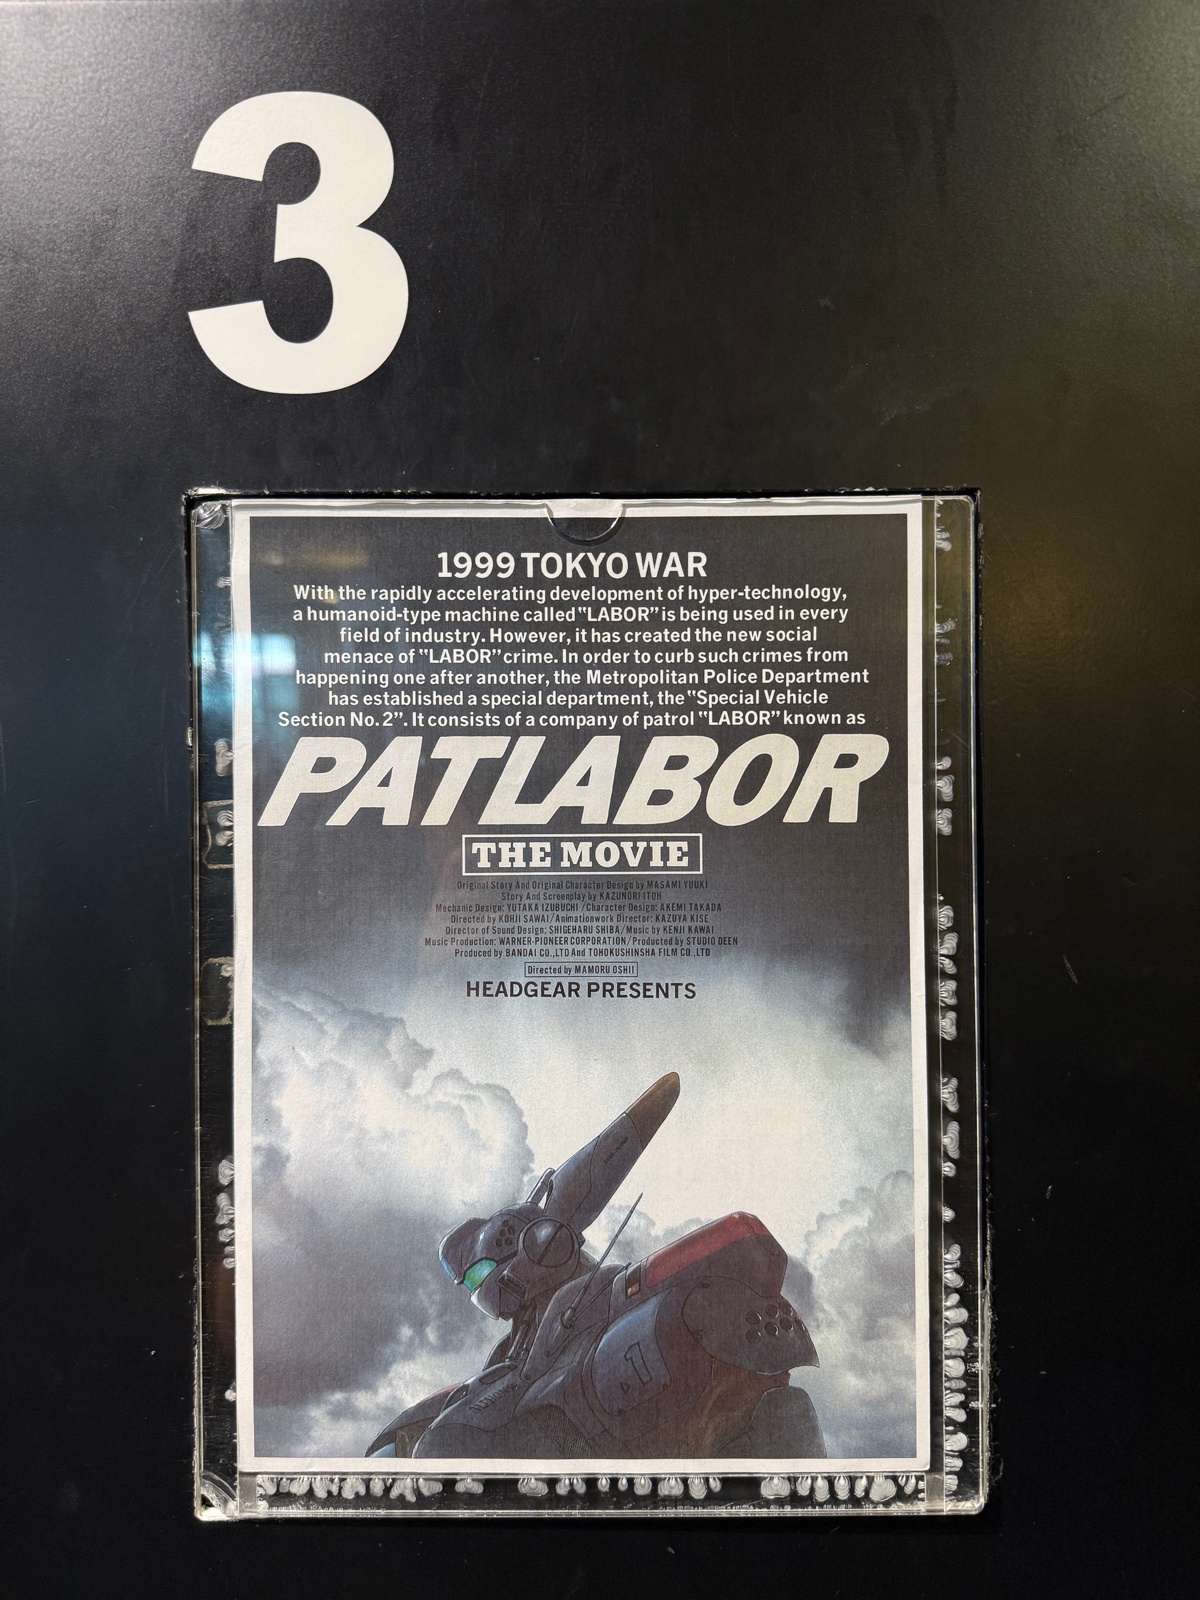 3
1999 TOKYO WAR
With the rapidly accelerating development of hyper-technology,
a humanoid-type machine called "LABOR" is being used in every
field of industry. However, it has created the new social
menace of "LABOR" crime. In order to curb such crimes from
happening one after another, the Metropolitan Police Department
has established a special department, the "Special Vehicle
Section No. 2". It consists of a company of patrol "LABOR" known as
PATLABOR
THE MOVIE
Original Story And Original Character Design by MASAMI YUUKI
Story And Screenplay by KAZUNORI ITOH
Mechanic Design: YUTAKA IZUBUCHI / Character Design: AKEMI TAKADA
Directed by KOHJI SAWAI / Animationwork Director: KAZUYA KISE
Director of Sound Design: SHIGEHARU SHIBA / Music by KENJI KAWAI
Music Production: WARNER-PIONEER CORPORATION / Productred by STUDIO DEEN
Produced by BANDAI CO.,LTD And TOHOKUSHINSHA FILM CO.,LTD
Directed by MAMORU OSHII
HEADGEAR PRESENTS
1